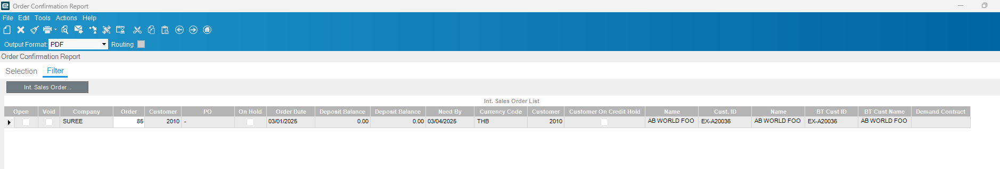 Order Confirmation Report
File Edit Tools Actions Help
Output Format: PDF Routing
Order Confirmation Report
Selection Filter
Int. Sales Order...
Int. Sales Order List
Open Void Company Order Customer PO On Hold Order Date Deposit Balance Deposit Balance Need By Currency Code Customer Customer On Credit Hold Name Cust. ID Name BT Cust ID BT Cust Name Demand Contract
SUREE 85 2010 - 03/01/2025 0.00 0.00 03/04/2025 THB 2010 AB WORLD FOO EX-A20036 AB WORLD FOO EX-A20036 AB WORLD FOO